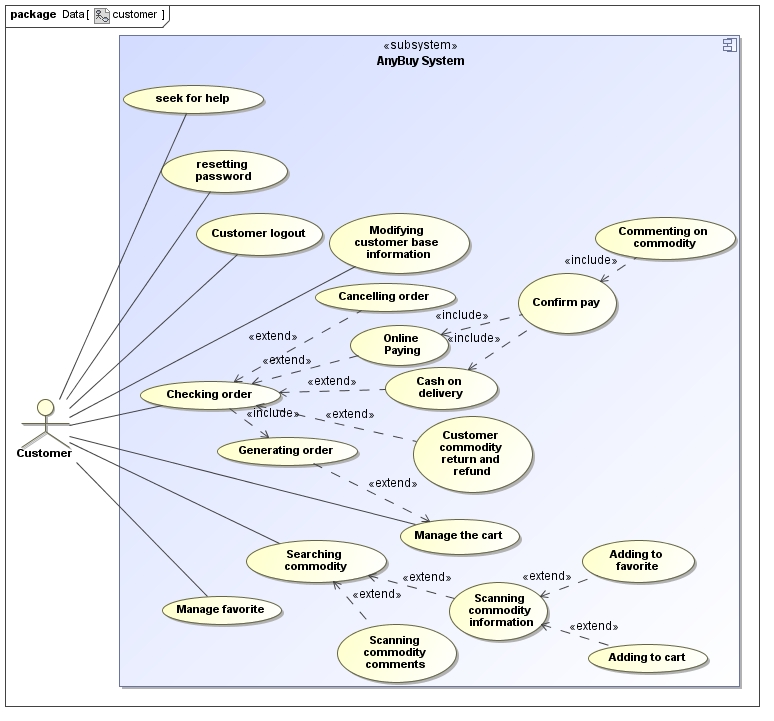 package Data[ customer ]
«subsystem»
AnyBuy System
seek for help
resetting
password
Customer logout
Modifying
customer base
information
Commenting on
commodity
«include»
Cancelling order
Confirm pay
«include»
«extend»
Online
Paying
«include»
«extend»
Checking order
«extend»
Cash on
delivery
«include»
«extend»
Customer
commodity
return and
refund
Customer
Generating order
«extend»
Manage the cart
Searching
commodity
Adding to
favorite
«extend»
«extend»
«extend»
Scanning
commodity
information
Manage favorite
«extend»
Scanning
commodity
comments
Adding to cart